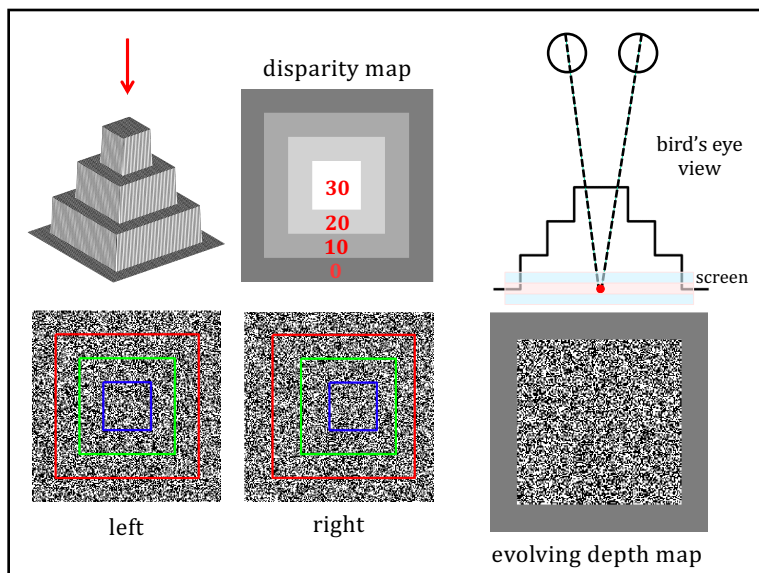 disparity map
30
20
10
0
bird's eye
view
screen
left
right
evolving depth map